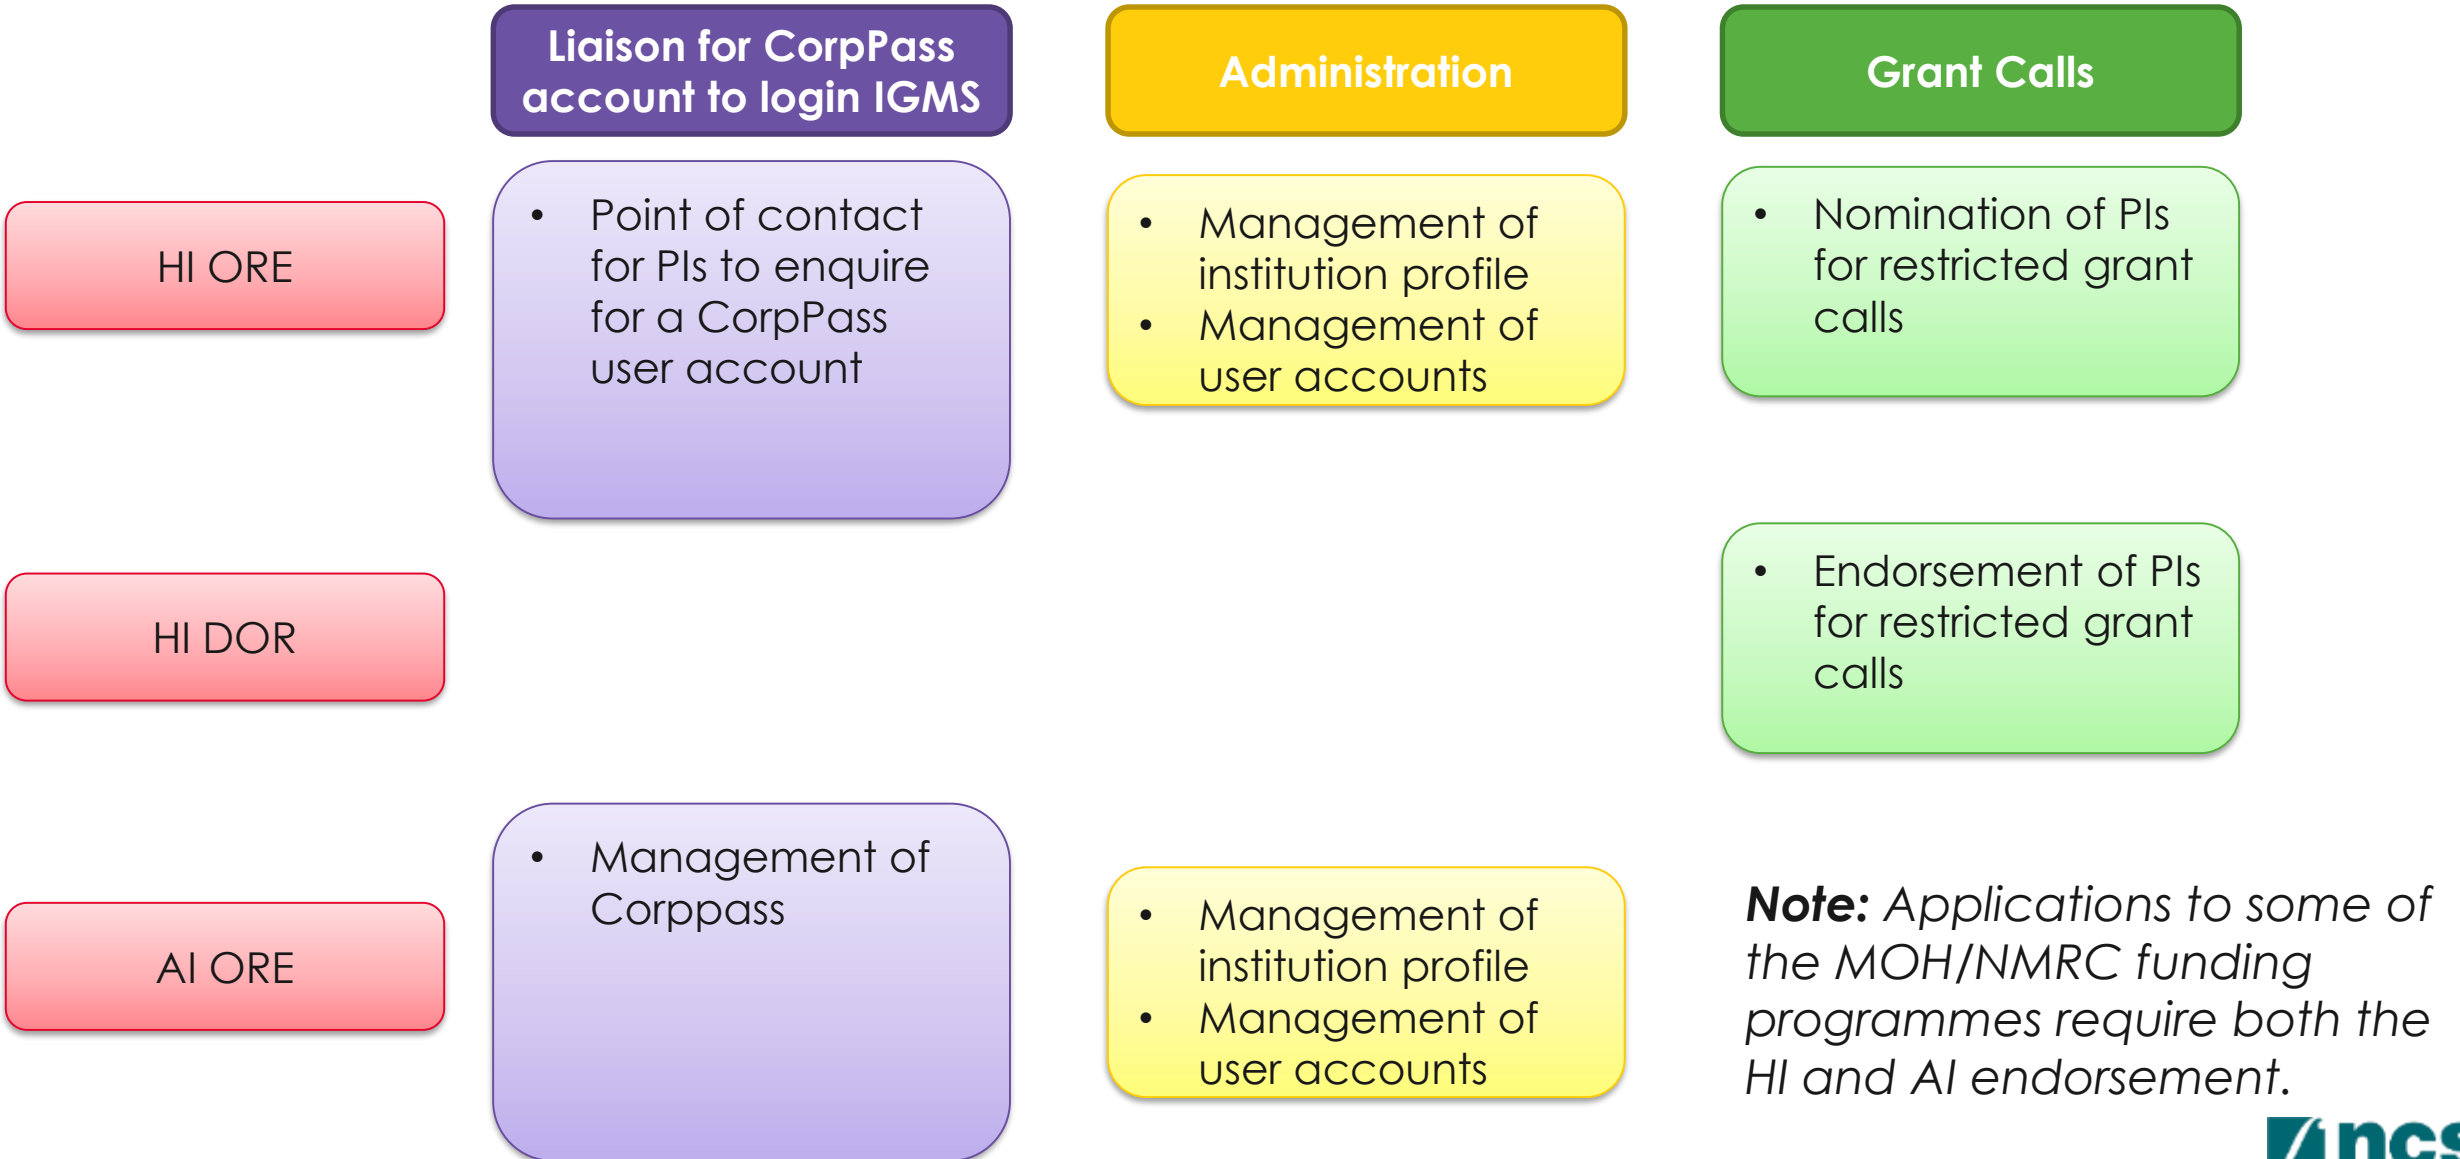 Liaison for CorpPass
account to login IGMS
Administration
Grant Calls
HI ORE
• Point of contact
for PIs to enquire
for a CorpPass
user account
• Management of
institution profile
• Management of
user accounts
• Nomination of PIs
for restricted grant
calls
HI DOR
• Endorsement of PIs
for restricted grant
calls
AI ORE
• Management of
Corppass
• Management of
institution profile
• Management of
user accounts
Note: Applications to some of
the MOH/NMRC funding
programmes require both the
HI and AI endorsement.
ncs